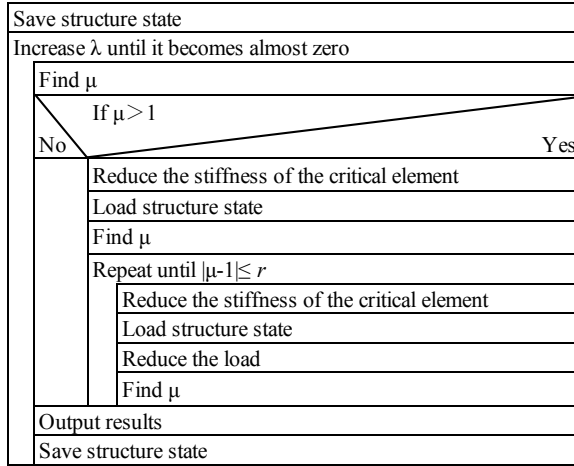 Save structure state
Increase λ until it becomes almost zero
Find μ
If μ＞1
No
Yes
Reduce the stiffness of the critical element
Load structure state
Find μ
Repeat until |μ-1|≤ r
Reduce the stiffness of the critical element
Load structure state
Reduce the load
Find μ
Output results
Save structure state